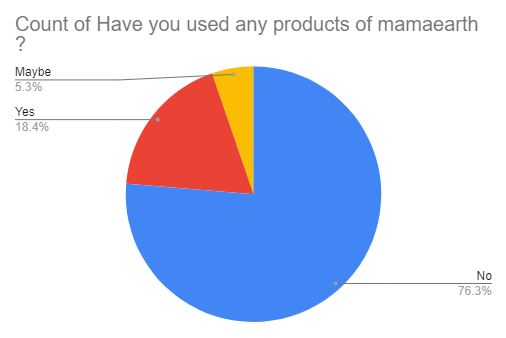 Count of Have you used any products of mamaearth
?
Maybe
5.3%
Yes
18.4%
No
76.3%